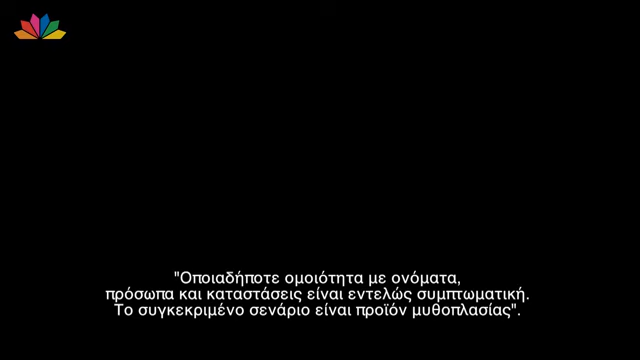 "Οποιαδήποτε ομοιότητα με ονόματα,
πρόσωπα και καταστάσεις είναι εντελώς συμπτωματική.
Το συγκεκριμένο σενάριο είναι προϊόν μυθοπλασίας".